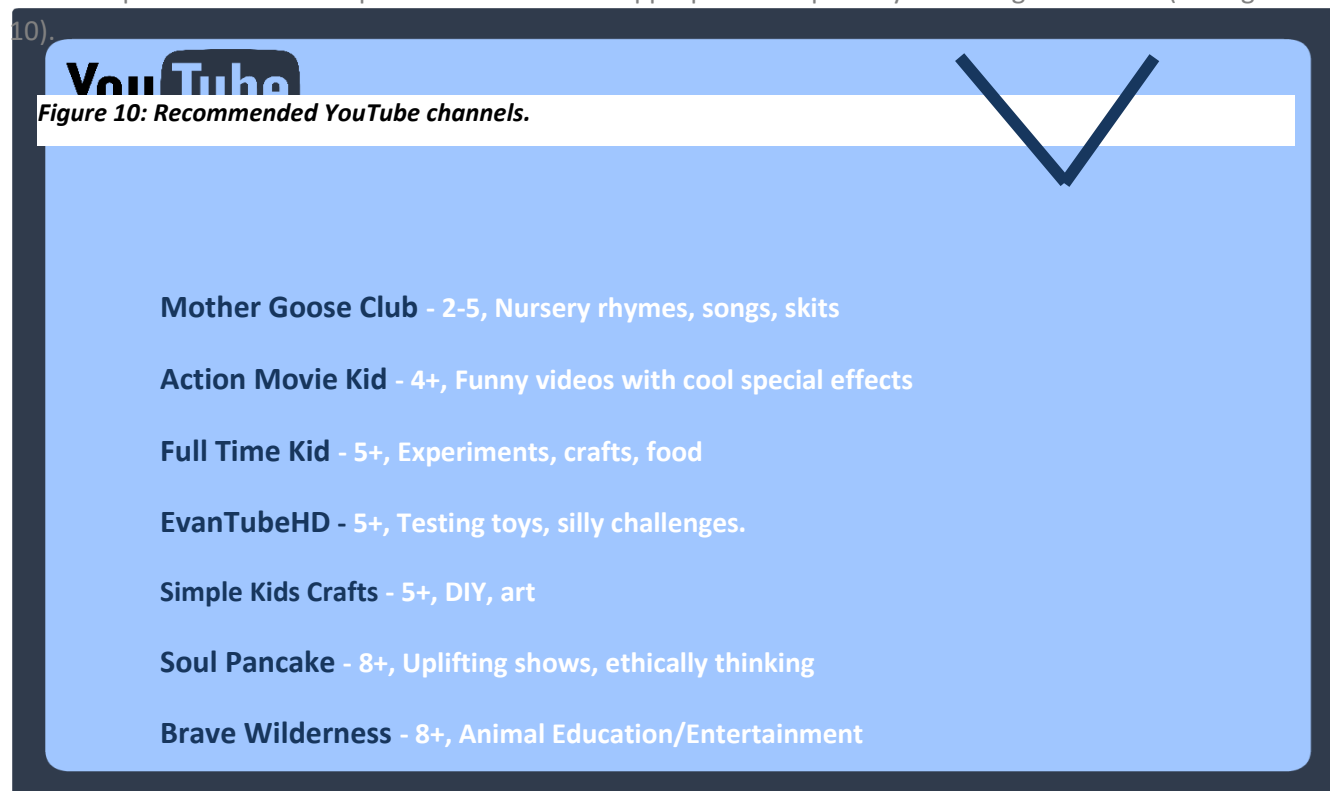 10).
YouTube
Figure 10: Recommended YouTube channels.
Mother Goose Club - 2-5, Nursery rhymes, songs, skits
Action Movie Kid - 4+, Funny videos with cool special effects
Full Time Kid - 5+, Experiments, crafts, food
EvanTubeHD - 5+, Testing toys, silly challenges.
Simple Kids Crafts - 5+, DIY, art
Soul Pancake - 8+, Uplifting shows, ethically thinking
Brave Wilderness - 8+, Animal Education/Entertainment